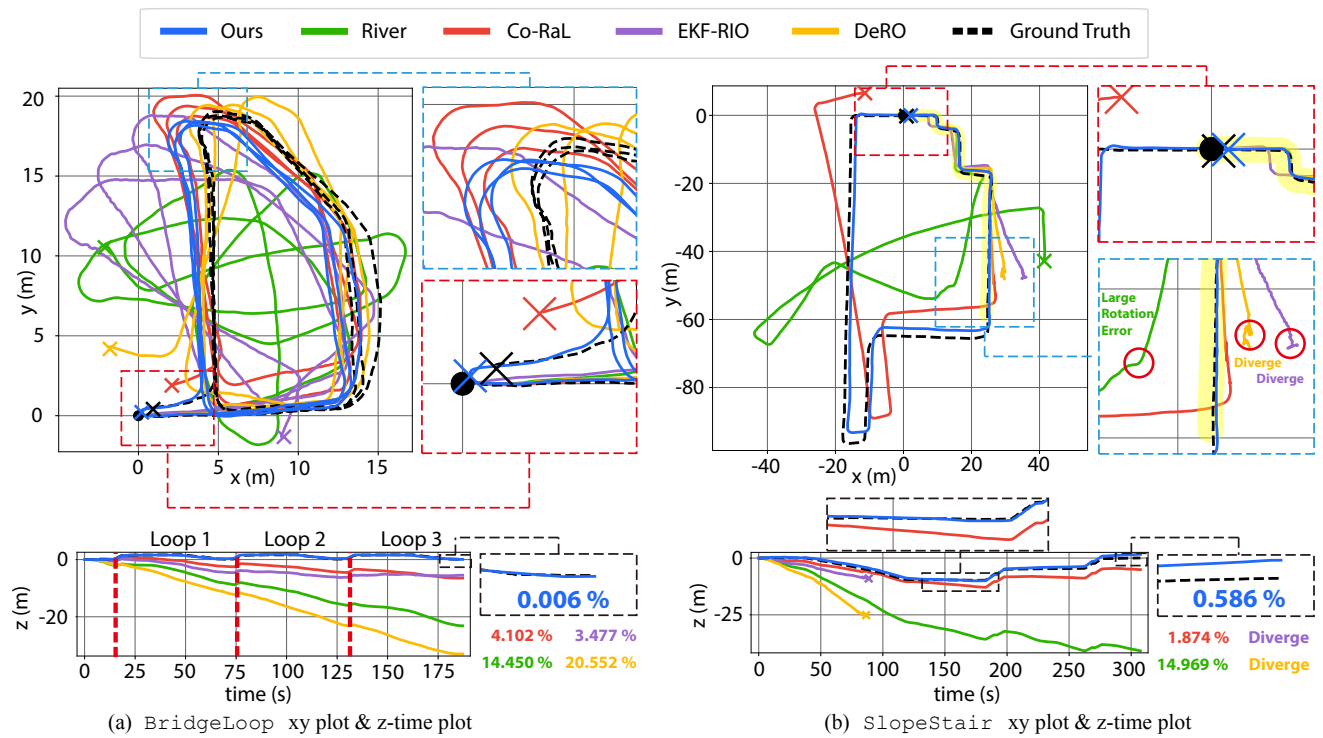 Ours River Co-RaL EKF-RIO DeRO Ground Truth
20
15
10
5
0
y (m)
0 5 10 15
x (m)
0
-20
-40
-60
-80
y (m)
-40 -20 0 20 40
x (m)
Large
Rotation
Error
Diverge
Diverge
Loop 1 Loop 2 Loop 3
0
-20
z (m)
0 25 50 75 100 125 150 175
time (s)
0.006 %
4.102 % 3.477 %
14.450 % 20.552 %
0
-25
z (m)
0 50 100 150 200 250 300
time (s)
0.586 %
1.874 % Diverge
14.969 % Diverge
(a) BridgeLoop xy plot & z-time plot
(b) SlopeStair xy plot & z-time plot